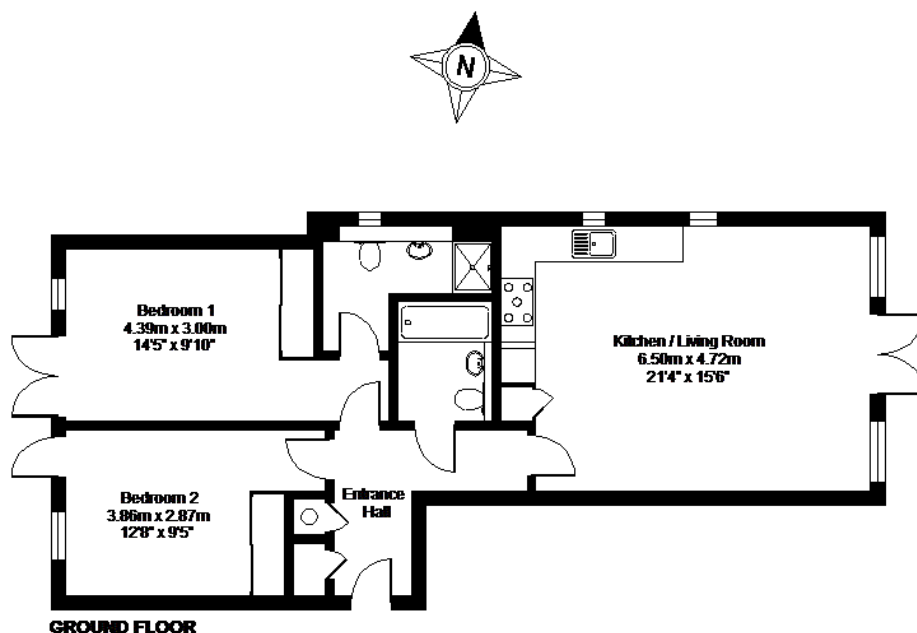 N
Bedroom 1
4.39m x 3.00m
14'5" x 9'10"
Kitchen / Living Room
6.50m x 4.72m
21'4" x 15'6"
Bedroom 2
3.86m x 2.87m
12'8" x 9'5"
Entrance
Hall
GROUND FLOOR